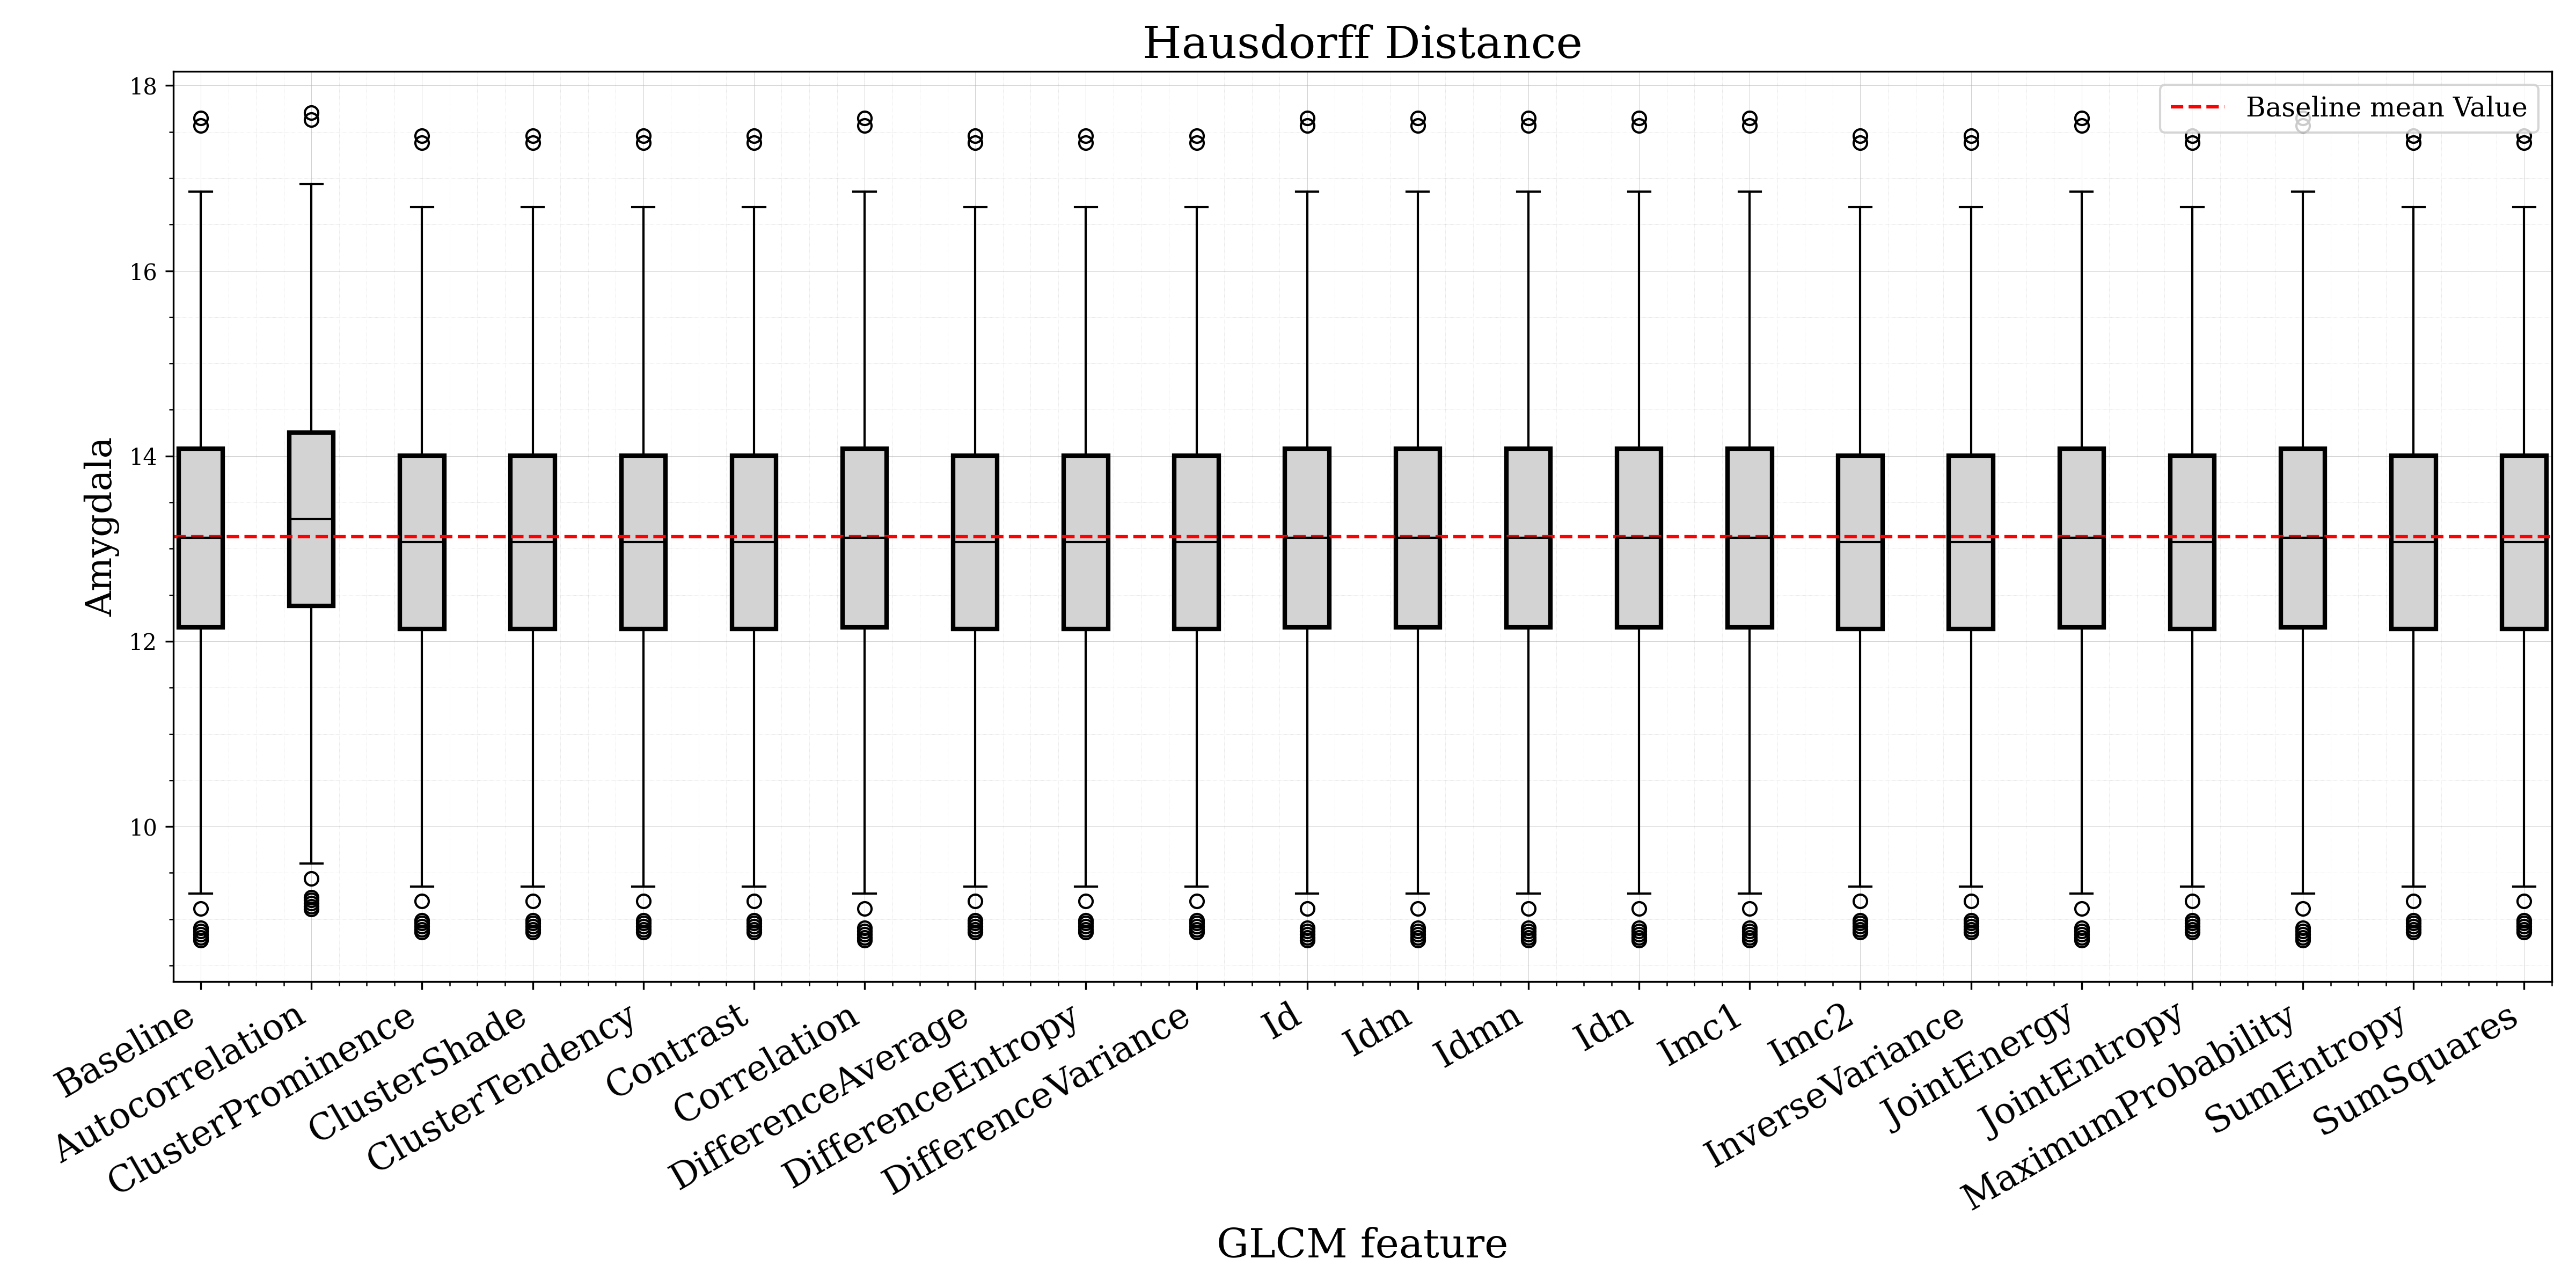 Hausdorff Distance
Baseline mean Value
18
16
14
12
10
Amygdala
Baseline
Autocorrelation
ClusterProminence
ClusterShade
ClusterTendency
Contrast
Correlation
DifferenceAverage
DifferenceEntropy
DifferenceVariance
Id
Idm
Idmn
Idn
Imc1
Imc2
InverseVariance
JointEnergy
JointEntropy
MaximumProbability
SumEntropy
SumSquares
GLCM feature